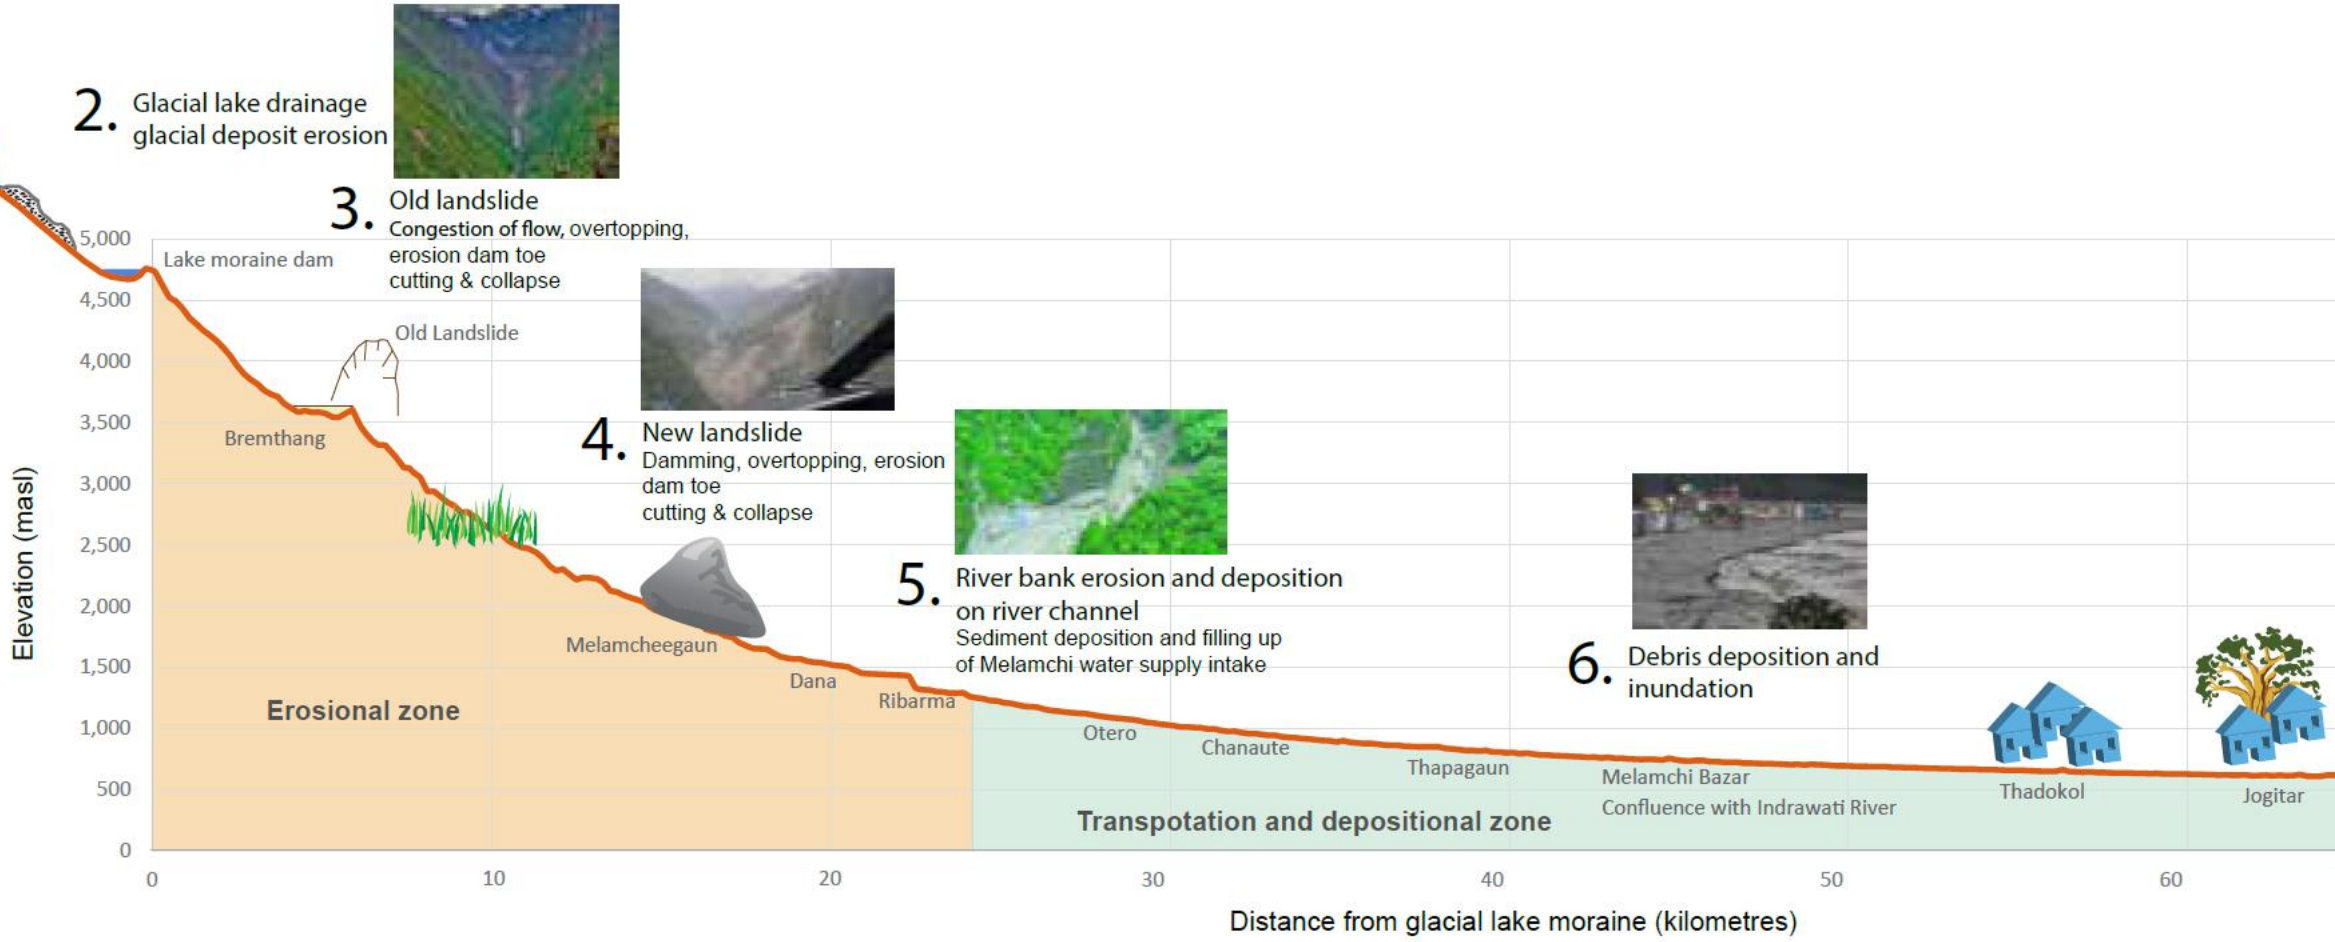 2. Glacial lake drainage
glacial deposit erosion
3. Old landslide
Congestion of flow, overtopping,
erosion dam toe
cutting & collapse
4. New landslide
Damming, overtopping, erosion
dam toe
cutting & collapse
5. River bank erosion and deposition
on river channel
Sediment deposition and filling up
of Melamchi water supply intake
6. Debris deposition and
inundation
Elevation (masl)
5,000
4,500
4,000
3,500
3,000
2,500
2,000
1,500
1,000
500
0
Lake moraine dam
Old Landslide
Bremthang
Melamcheegaun
Dana
Ribarma
Otero
Chanaute
Thapagaun
Melamchi Bazar
Confluence with Indrawati River
Thadokol
Jogitar
Erosional zone
Transpotation and depositional zone
0 10 20 30 40 50 60
Distance from glacial lake moraine (kilometres)